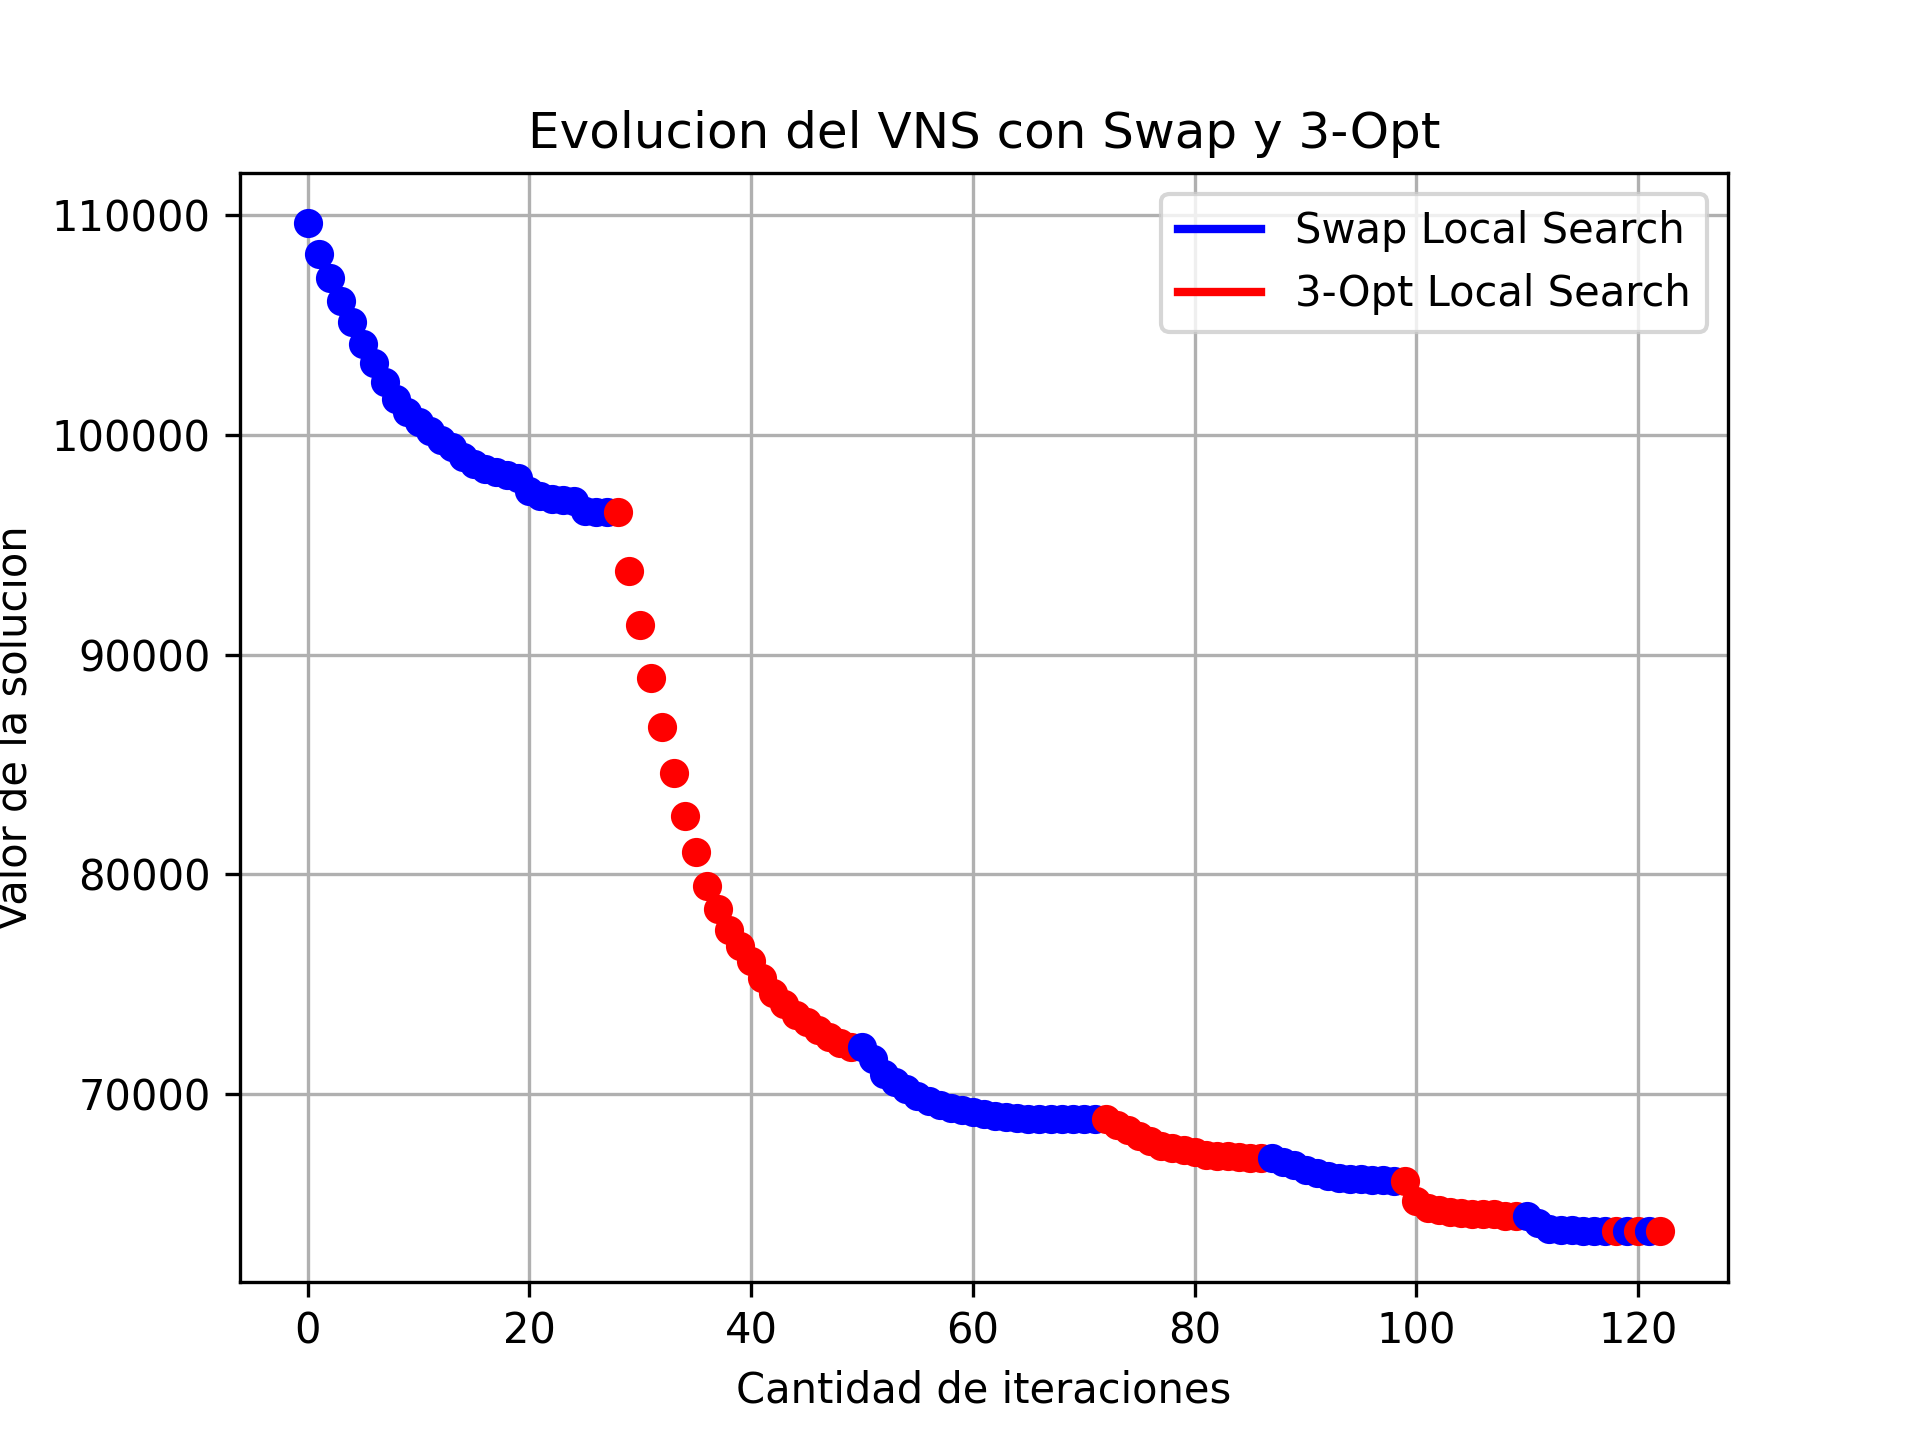 Evolucion del VNS con Swap y 3-Opt
Swap Local Search
3-Opt Local Search
110000
100000
90000
80000
70000
Valor de la solucion
0 20 40 60 80 100 120
Cantidad de iteraciones